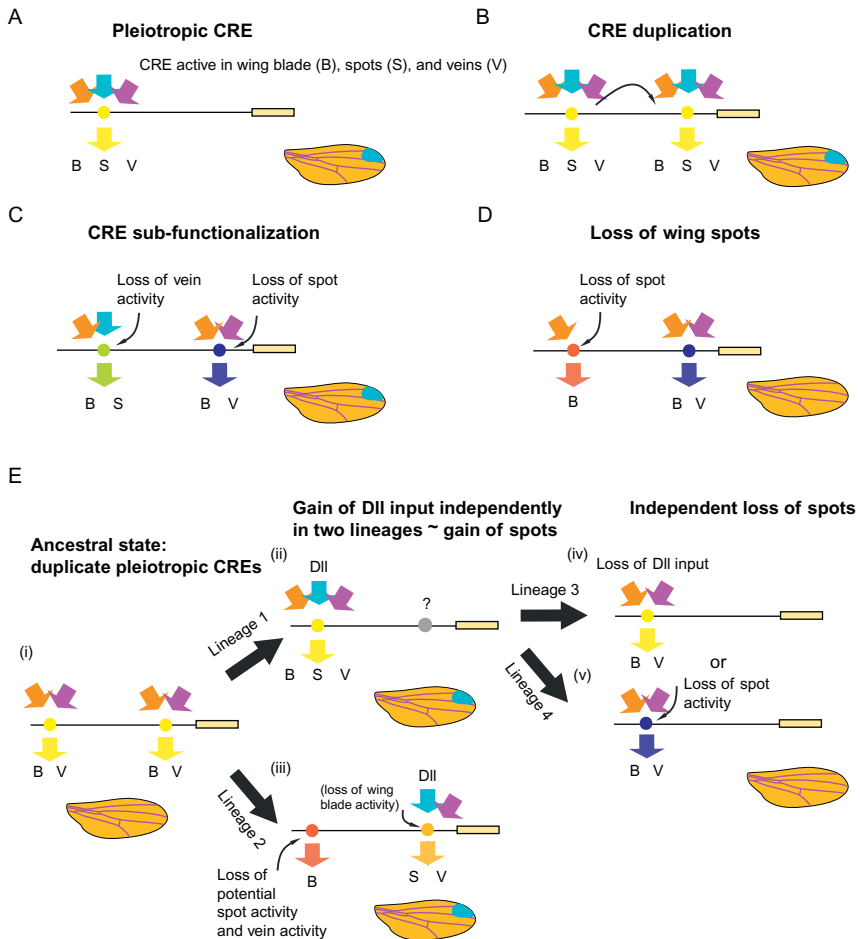 A
Pleiotropic CRE
CRE active in wing blade (B), spots (S), and veins (V)
B S V
B
CRE duplication
B S V
B S V
C
CRE sub-functionalization
Loss of vein
activity
Loss of spot
activity
B S
B V
D
Loss of wing spots
Loss of spot
activity
B
B V
E
Ancestral state:
duplicate pleiotropic CREs
(i)
B V
B V
Gain of Dll input independently
in two lineages ~ gain of spots
Lineage 1
(ii)
Dll
?
B S V
Lineage 2
(iii)
Dll
(loss of wing
blade activity)
B
S V
Loss of
potential
spot activity
and vein activity
Independent loss of spots
Lineage 3
(iv)
Loss of Dll input
B V
or
Lineage 4
(v)
Loss of spot
activity
B V